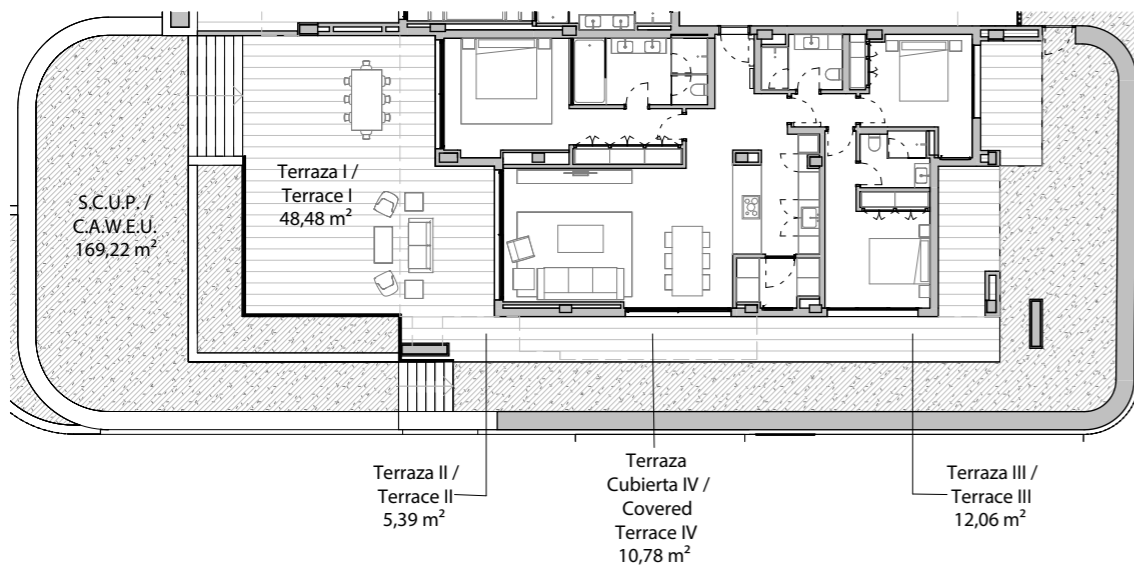 Terraza I /
Terrace I
48,48 m²
S.C.U.P. /
C.A.W.E.U.
169,22 m²
Terraza II /
Terrace II
5,39 m²
Terraza
Cubierta IV /
Covered
Terrace IV
10,78 m²
Terraza III /
Terrace III
12,06 m²